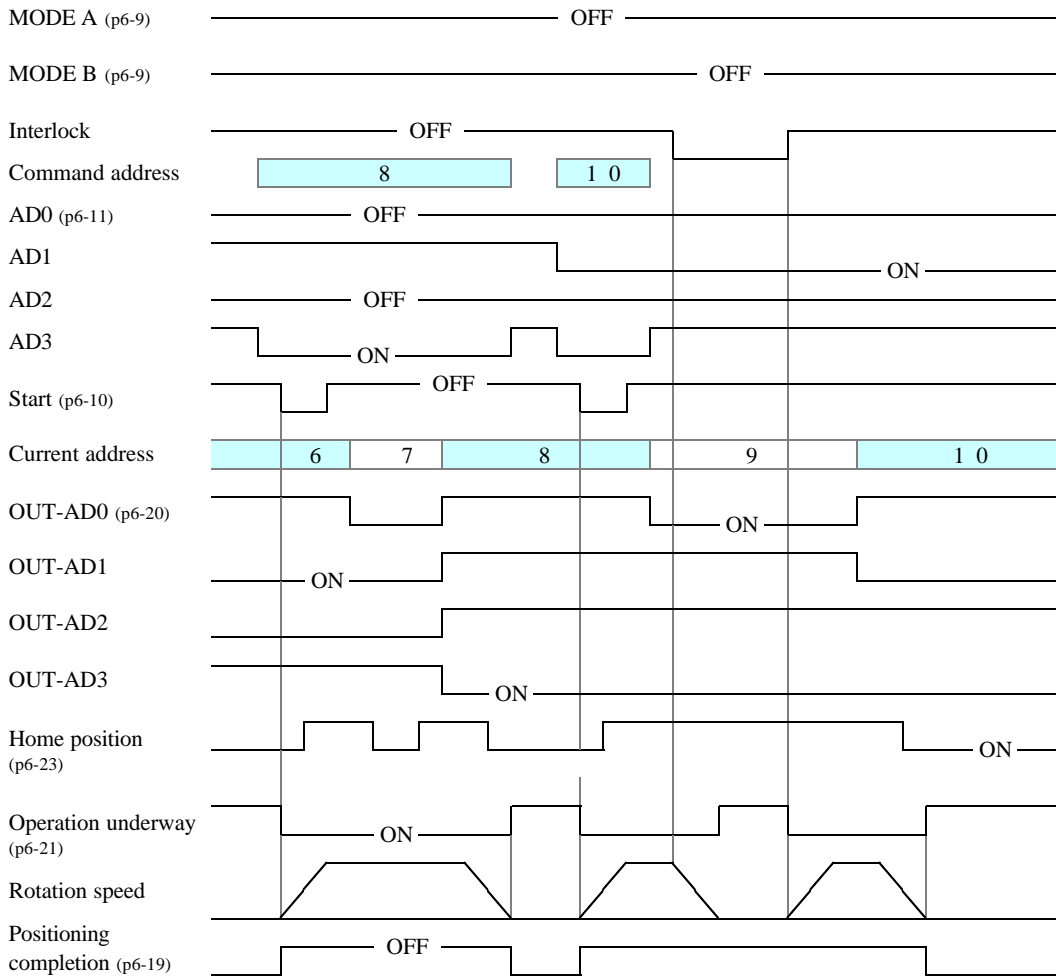 MODE A (p6-9) OFF
MODE B (p6-9) OFF
Interlock OFF
Command address 8 1 0
AD0 (p6-11) OFF
AD1 ON
AD2 OFF
AD3 ON
Start (p6-10) OFF
Current address 6 7 8 9 1 0
OUT-AD0 (p6-20) ON
OUT-AD1 ON
OUT-AD2
OUT-AD3 ON
Home position
(p6-23) ON
Operation underway
(p6-21) ON
Rotation speed
Positioning
completion (p6-19) OFF